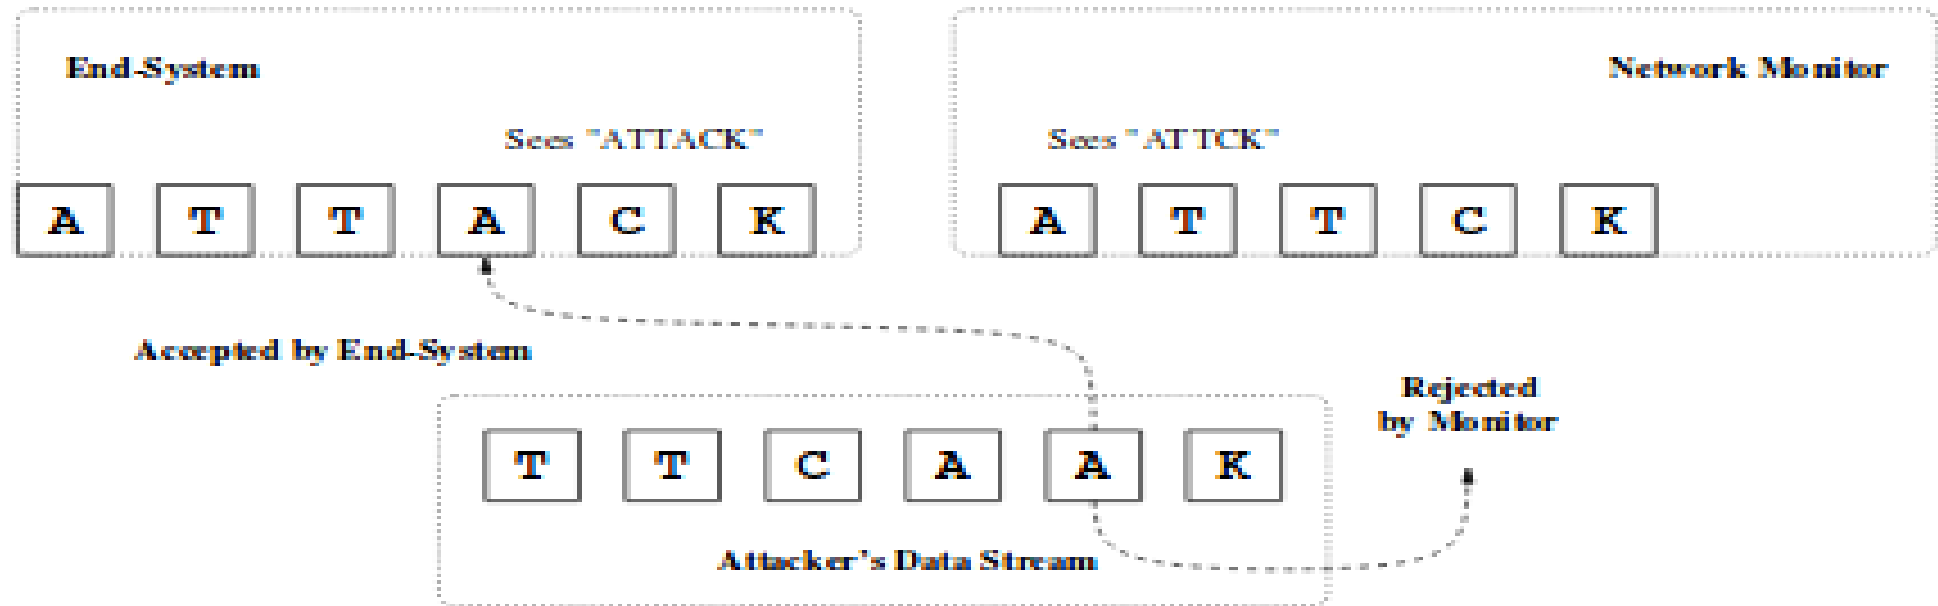 End-System
Network Monitor
Sees "ATTACK"
Sees "ATTCK"
A T T A C K
A T T C K
Accepted by End-System
Rejected
by Monitor
T T C A A K
Attacker's Data Stream